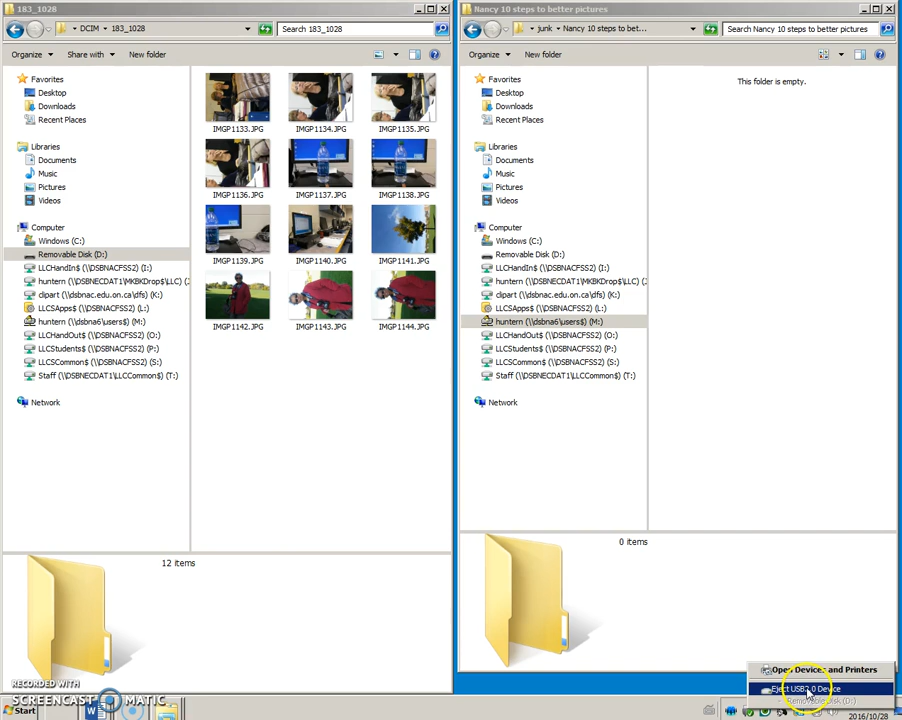 183_1028
DCIM 183_1028
Search 183_1028
Organize Share with New folder
Favorites
Desktop
Downloads
Recent Places
Libraries
Documents
Music
Pictures
Videos
Computer
Windows (C:)
Removable Disk (D:)
LLCHandIn$ (\\DSBNACFSS2) (I:)
huntern (\\DSBNECDAT1\MKBKDrop$\LLC) (J
clipart (\\dsbnac.edu.on.ca\dfs) (K:)
LLCSApps$ (\\DSBNACFSS2) (L:)
huntern (\\dsbna6\users$) (M:)
LLCHandOut$ (\\DSBNACFSS2) (O:)
LLCStudents$ (\\DSBNACFSS2) (P:)
LLCSCommon$ (\\DSBNACFSS2) (S:)
Staff (\\DSBNECDAT1\LLCCommon$) (T:)
Network
IMGP1133.JPG IMGP1134.JPG IMGP1135.JPG
IMGP1136.JPG IMGP1137.JPG IMGP1138.JPG
IMGP1139.JPG IMGP1140.JPG IMGP1141.JPG
IMGP1142.JPG IMGP1143.JPG IMGP1144.JPG
12 items
Nancy 10 steps to better pictures
junk Nancy 10 steps to bet...
Search Nancy 10 steps to better pictures
Organize New folder
Favorites
Desktop
Downloads
Recent Places
Libraries
Documents
Music
Pictures
Videos
Computer
Windows (C:)
Removable Disk (D:)
LLCHandIn$ (\\DSBNACFSS2) (I:)
huntern (\\DSBNECDAT1\MKBKDrop$\LLC) (J
clipart (\\dsbnac.edu.on.ca\dfs) (K:)
LLCSApps$ (\\DSBNACFSS2) (L:)
huntern (\\dsbna6\users$) (M:)
LLCHandOut$ (\\DSBNACFSS2) (O:)
LLCStudents$ (\\DSBNACFSS2) (P:)
LLCSCommon$ (\\DSBNACFSS2) (S:)
Staff (\\DSBNECDAT1\LLCCommon$) (T:)
Network
This folder is empty.
0 items
Open Devices and Printers
Eject USB2.0 Device
- Removable Disk (D:)
RECORDED WITH
SCREENCAST MATIC
Start
2016/10/28